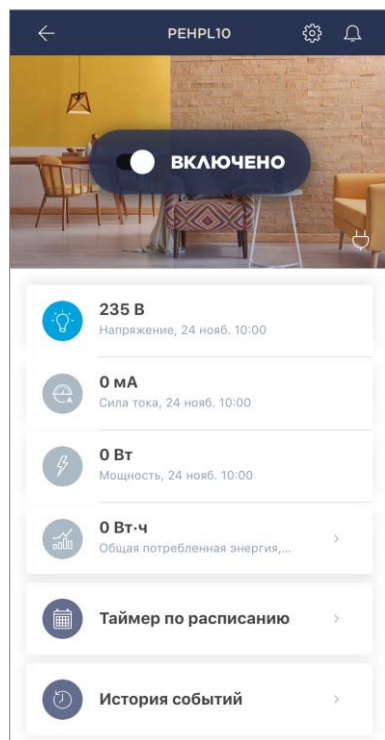 PEHPL10
ВКЛЮЧЕНО
235 В
Напряжение, 24 нояб. 10:00
0 мА
Сила тока, 24 нояб. 10:00
0 Вт
Мощность, 24 нояб. 10:00
0 Вт·ч
Общая потребленная энергия,...
Таймер по расписанию
История событий